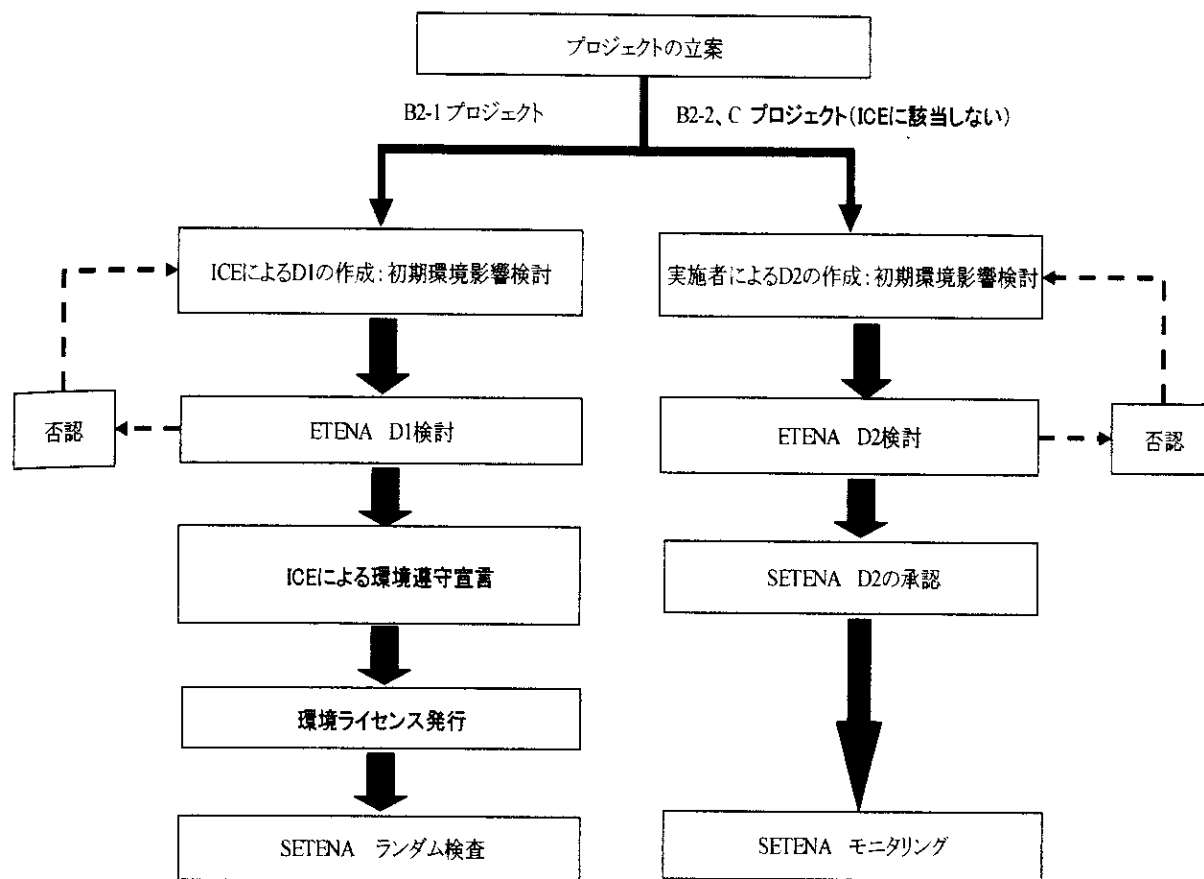 プロジェクトの立案
B2-1 プロジェクト
B2-2、C プロジェクト(ICEに該当しない)
ICEによるD1の作成:初期環境影響検討
実施者によるD2の作成:初期環境影響検討
否認
ETENA D1検討
ETENA D2検討
否認
ICEによる環境遵守宣言
SETENA D2の承認
環境ライセンス発行
SETENA ランダム検査
SETENA モニタリング